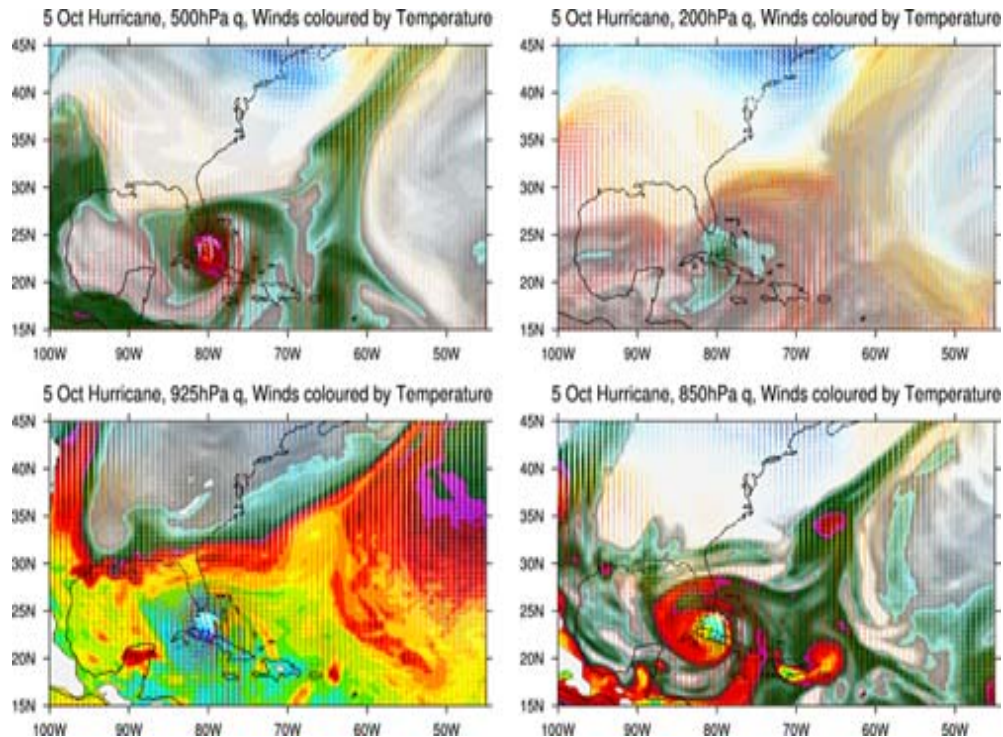 5 Oct Hurricane, 500hPa q, Winds coloured by Temperature
45N
40N
35N
30N
25N
20N
15N
100W 90W 80W 70W 60W 50W
5 Oct Hurricane, 200hPa q, Winds coloured by Temperature
45N
40N
35N
30N
25N
20N
15N
100W 90W 80W 70W 60W 50W
5 Oct Hurricane, 925hPa q, Winds coloured by Temperature
45N
40N
35N
30N
25N
20N
15N
100W 90W 80W 70W 60W 50W
5 Oct Hurricane, 850hPa q, Winds coloured by Temperature
45N
40N
35N
30N
25N
20N
15N
100W 90W 80W 70W 60W 50W